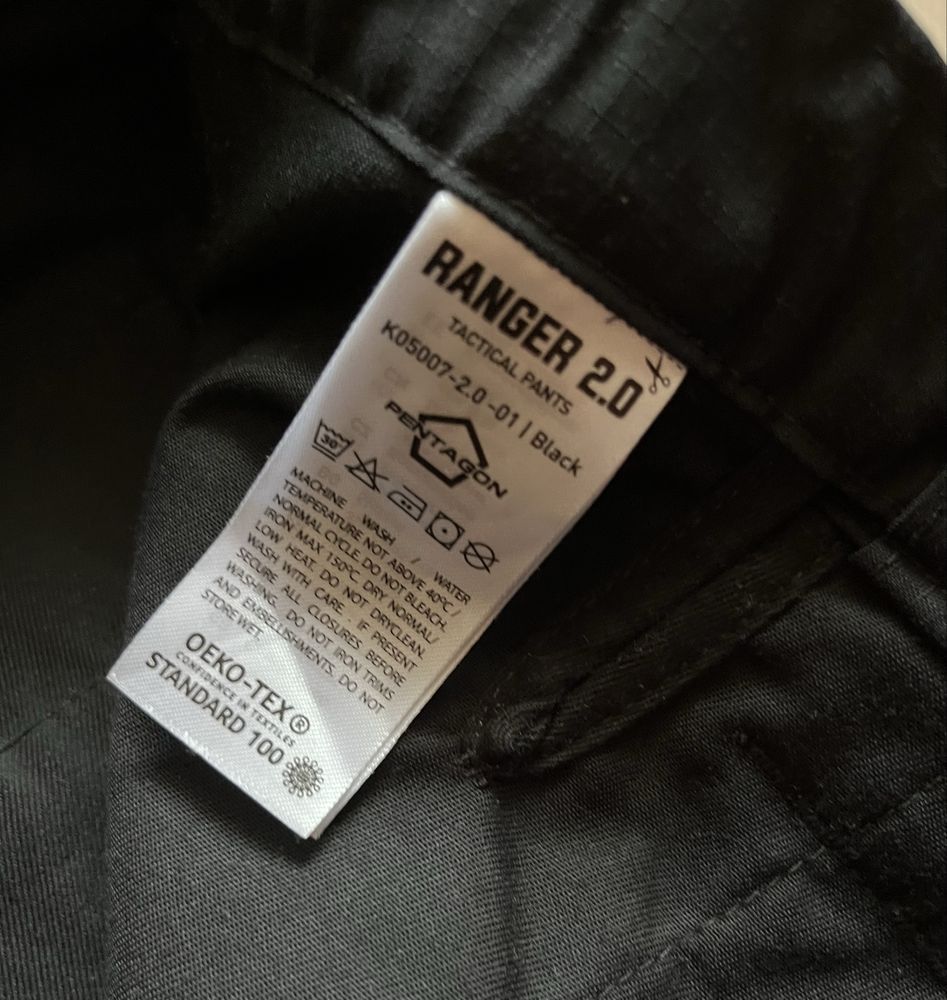 RANGER 2.0
TACTICAL PANTS
K05007-2.0 -01 | Black
PENTAGON
30°
MACHINE WASH / WATER
TEMPERATURE NOT ABOVE 40°C /
NORMAL CYCLE. DO NOT BLEACH.
IRON MAX 150°C. DRY NORMAL/
LOW HEAT. DO NOT DRYCLEAN.
WASH WITH CARE. IF PRESENT
SECURE ALL CLOSURES BEFORE
WASHING. DO NOT IRON TRIMS
AND EMBELLISHMENTS. DO NOT
STORE WET.
OEKO-TEX®
CONFIDENCE IN TEXTILES
STANDARD 100